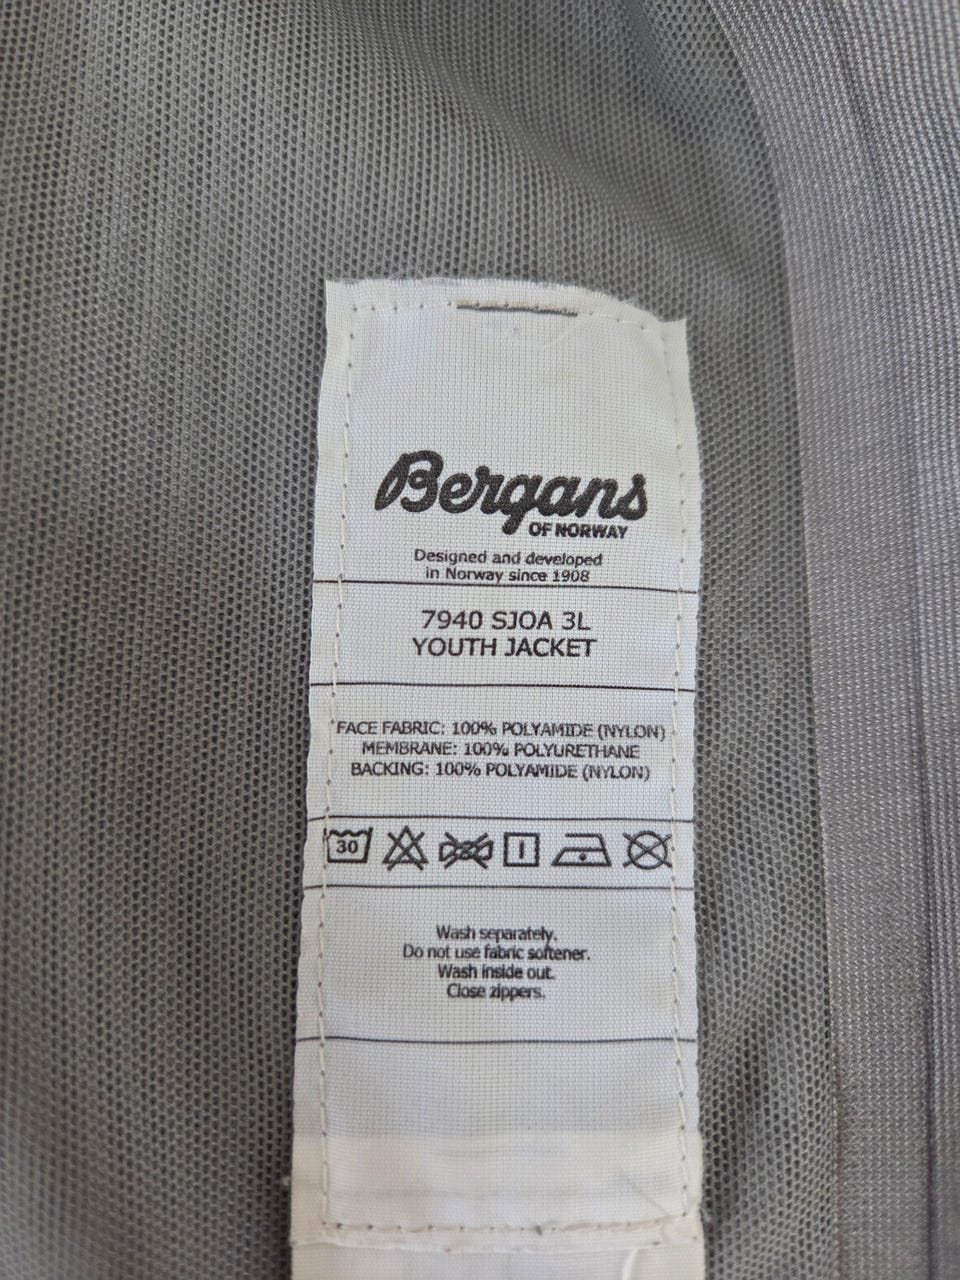 Bergans
OF NORWAY
Designed and developed
in Norway since 1908
7940 SJOA 3L
YOUTH JACKET
FACE FABRIC: 100% POLYAMIDE (NYLON)
MEMBRANE: 100% POLYURETHANE
BACKING: 100% POLYAMIDE (NYLON)
30
Wash separately.
Do not use fabric softener.
Wash inside out.
Close zippers.